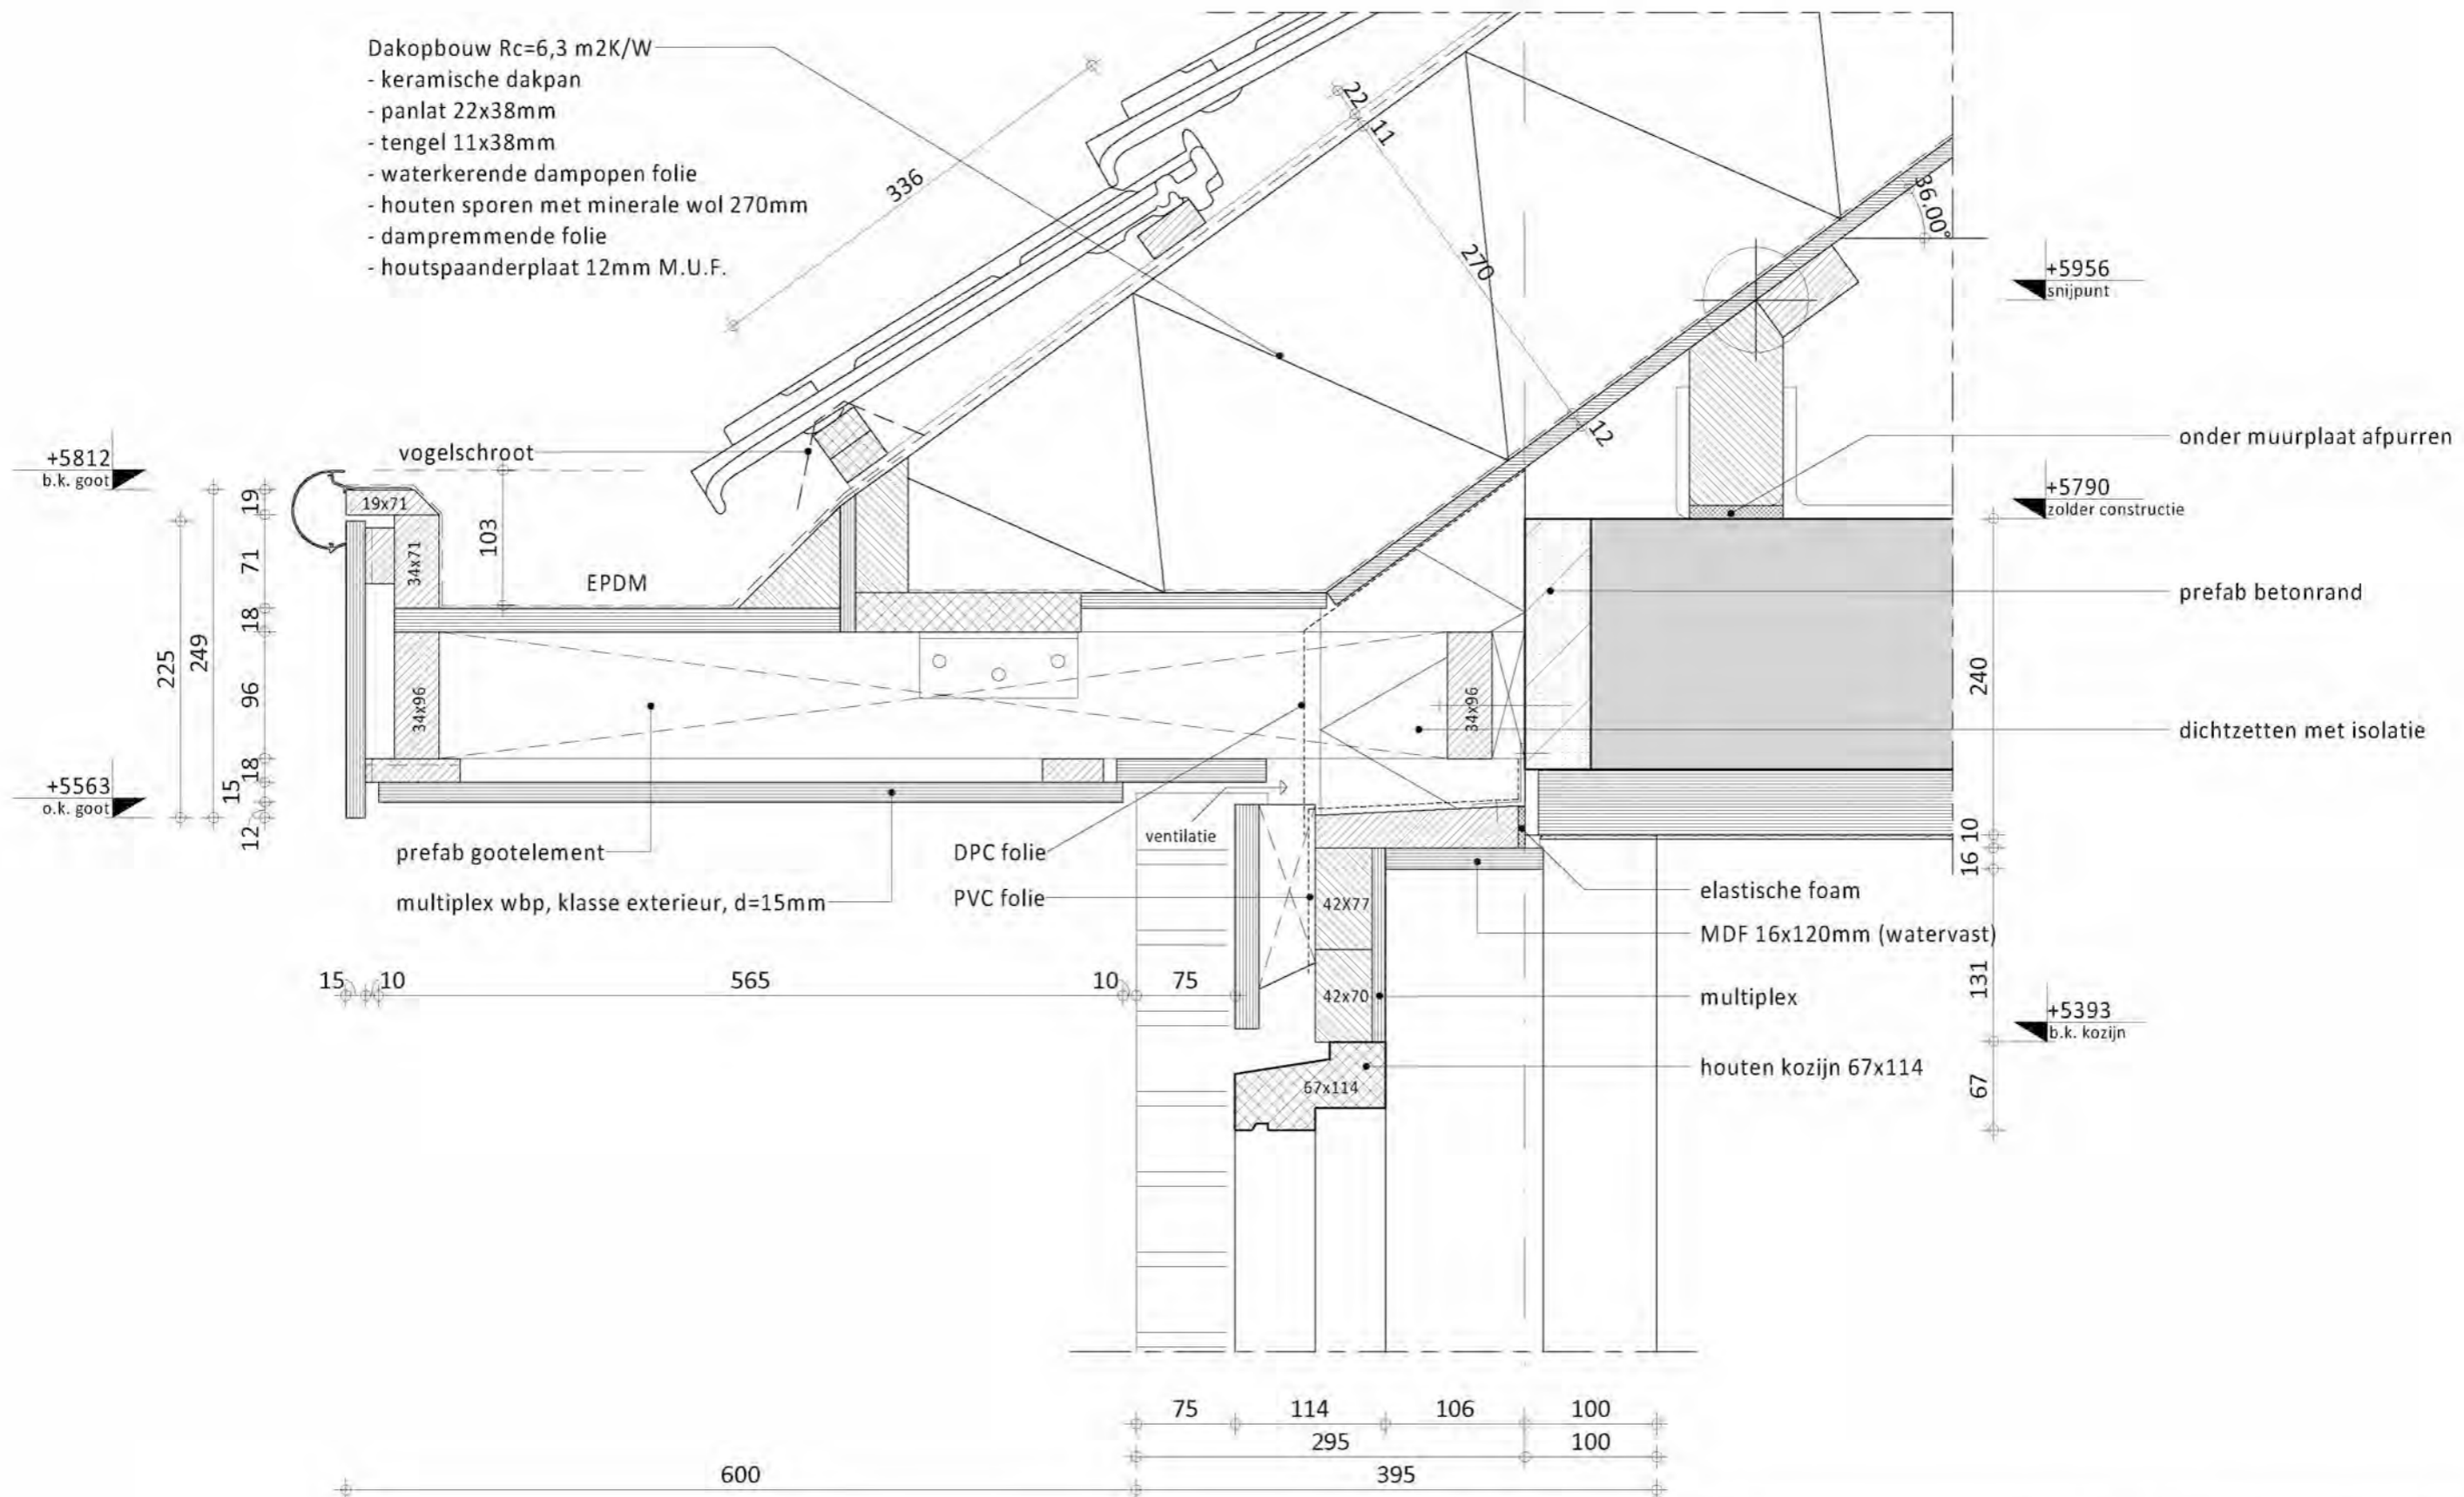 Dakopbouw Rc=6,3 m2K/W
- keramische dakpan
- panlat 22x38mm
- tengel 11x38mm
- waterkerende dampopen folie
- houten sporen met minerale wol 270mm
- dampremmende folie
- houtspaanderplaat 12mm M.U.F.
336
22
11
270
12
36.00°
+5956
snijpunt
onder muurplaat afpurren
+5790
zolder constructie
prefab betonrand
240
dichtzetten met isolatie
vogelschroot
+5812
b.k. goot
19
71
18
96
18
15
12
249
225
19x71
34x71
34x96
103
EPDM
34x96
+5563
o.k. goot
prefab gootelement
multiplex wbp, klasse exterieur, d=15mm
DPC folie
PVC folie
ventilatie
42X77
42x70
67x114
10
16
131
67
elastische foam
MDF 16x120mm (watervast)
multiplex
+5393
b.k. kozijn
houten kozijn 67x114
15
10
565
10
75
75
114
106
100
295
100
600
395